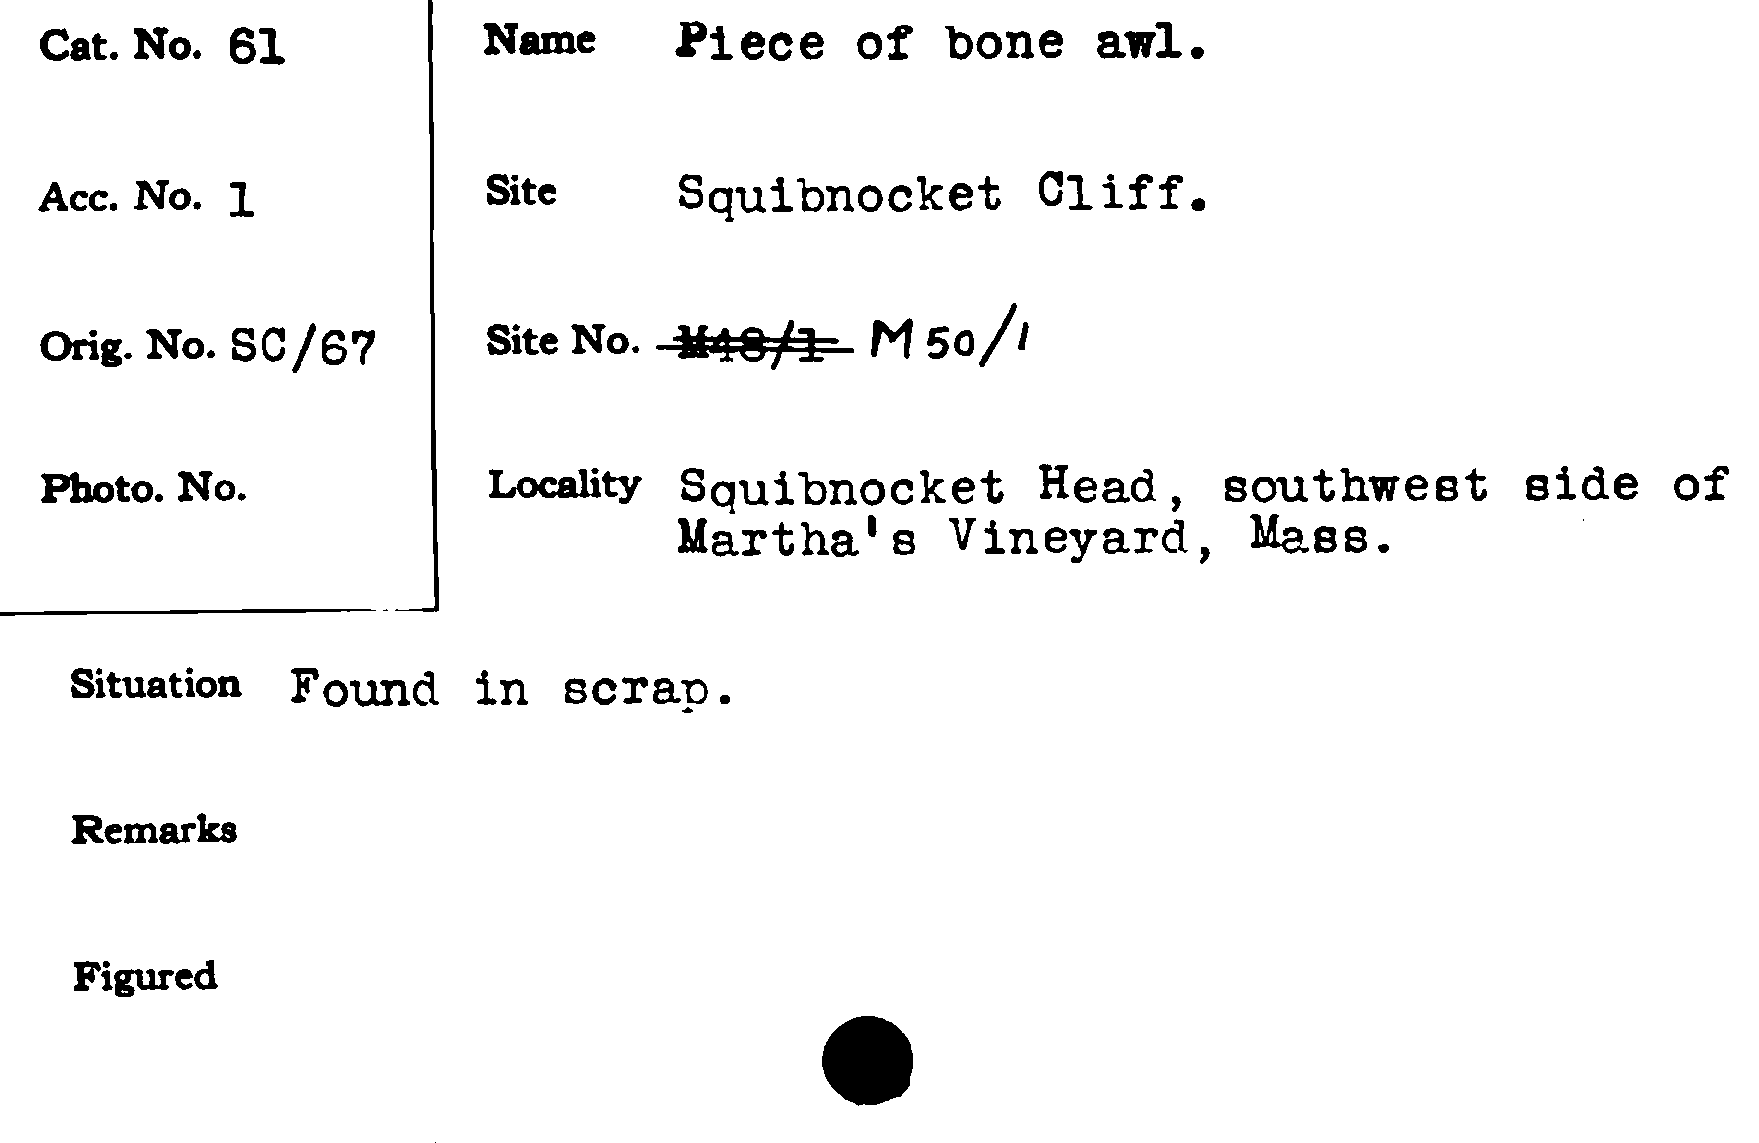 Cat. No. 61
Name Piece of bone awl.
Acc. No. 1
Site Squibnocket Cliff.
Orig. No. SC/67
Site No. M48/1 M50/1
Photo. No.
Locality Squibnocket Head, southwest side of
Martha's Vineyard, Mass.
Situation Found in scrap.
Remarks
Figured